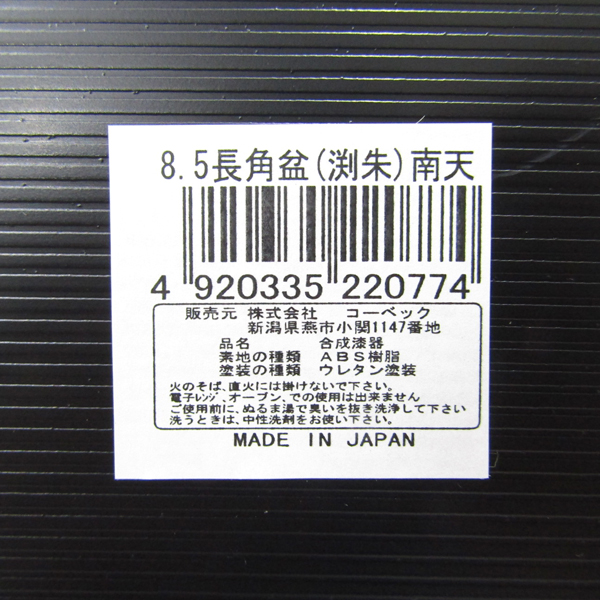 8.5長角盆(渕朱)南天
4 920335 220774
販売元 株式会社 コーベック
新潟県燕市小関1147番地
品名 合成漆器
素地の種類 ABS樹脂
塗装の種類 ウレタン塗装
火のそば、直火には掛けないで下さい。
電子レンジ、オーブン、での使用は出来ません
ご使用前に、ぬるま湯で臭いを抜き洗浄して下さい
洗うときは、中性洗剤をお使い下さい。
MADE IN JAPAN